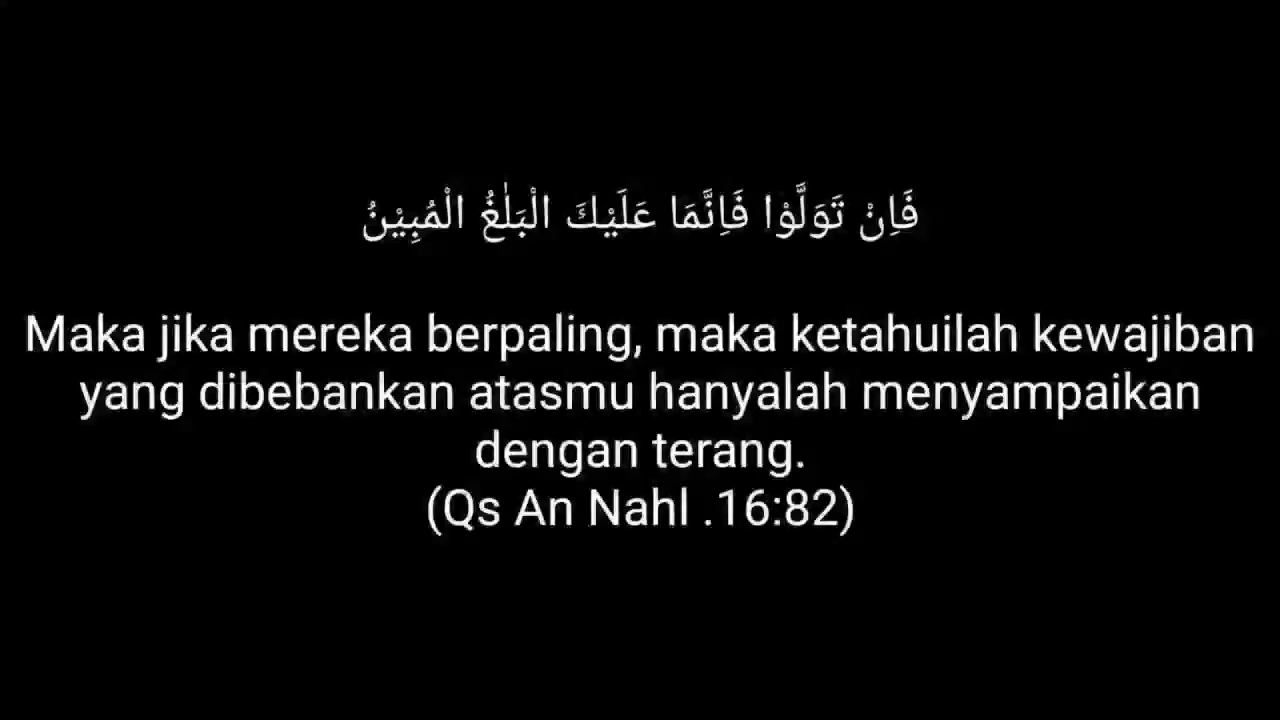 فَاِنْ تَوَلَّوْا فَاِنَّمَا عَلَيْكَ الْبَلٰغُ الْمُبِيْنُ
Maka jika mereka berpaling, maka ketahuilah kewajiban
yang dibebankan atasmu hanyalah menyampaikan
dengan terang.
(Qs An Nahl .16:82)